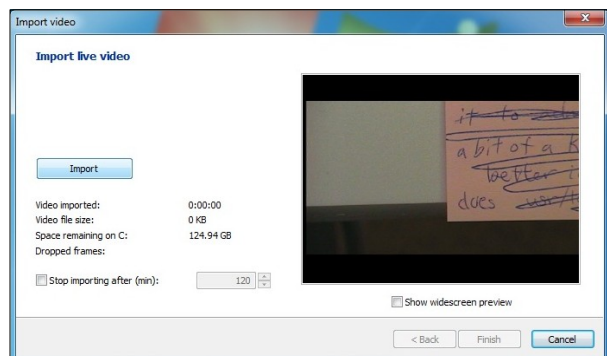 Import video
Import live video
Import
Video imported: 0:00:00
Video file size: 0 KB
Space remaining on C: 124.94 GB
Dropped frames:
Stop importing after (min): 120
Show widescreen preview
< Back Finish Cancel
it to
a bit of a
better
does